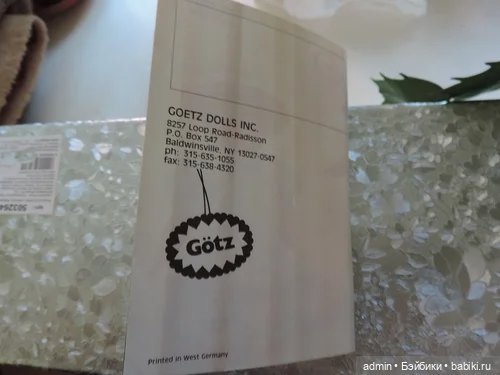 GOETZ DOLLS INC.
8257 Loop Road-Radisson
P.O. Box 547
Baldwinsville, NY 13027-0547
ph: 315-635-1055
fax: 315-638-4320
Götz
Printed in West Germany
admin • Бэйбики • babiki.ru